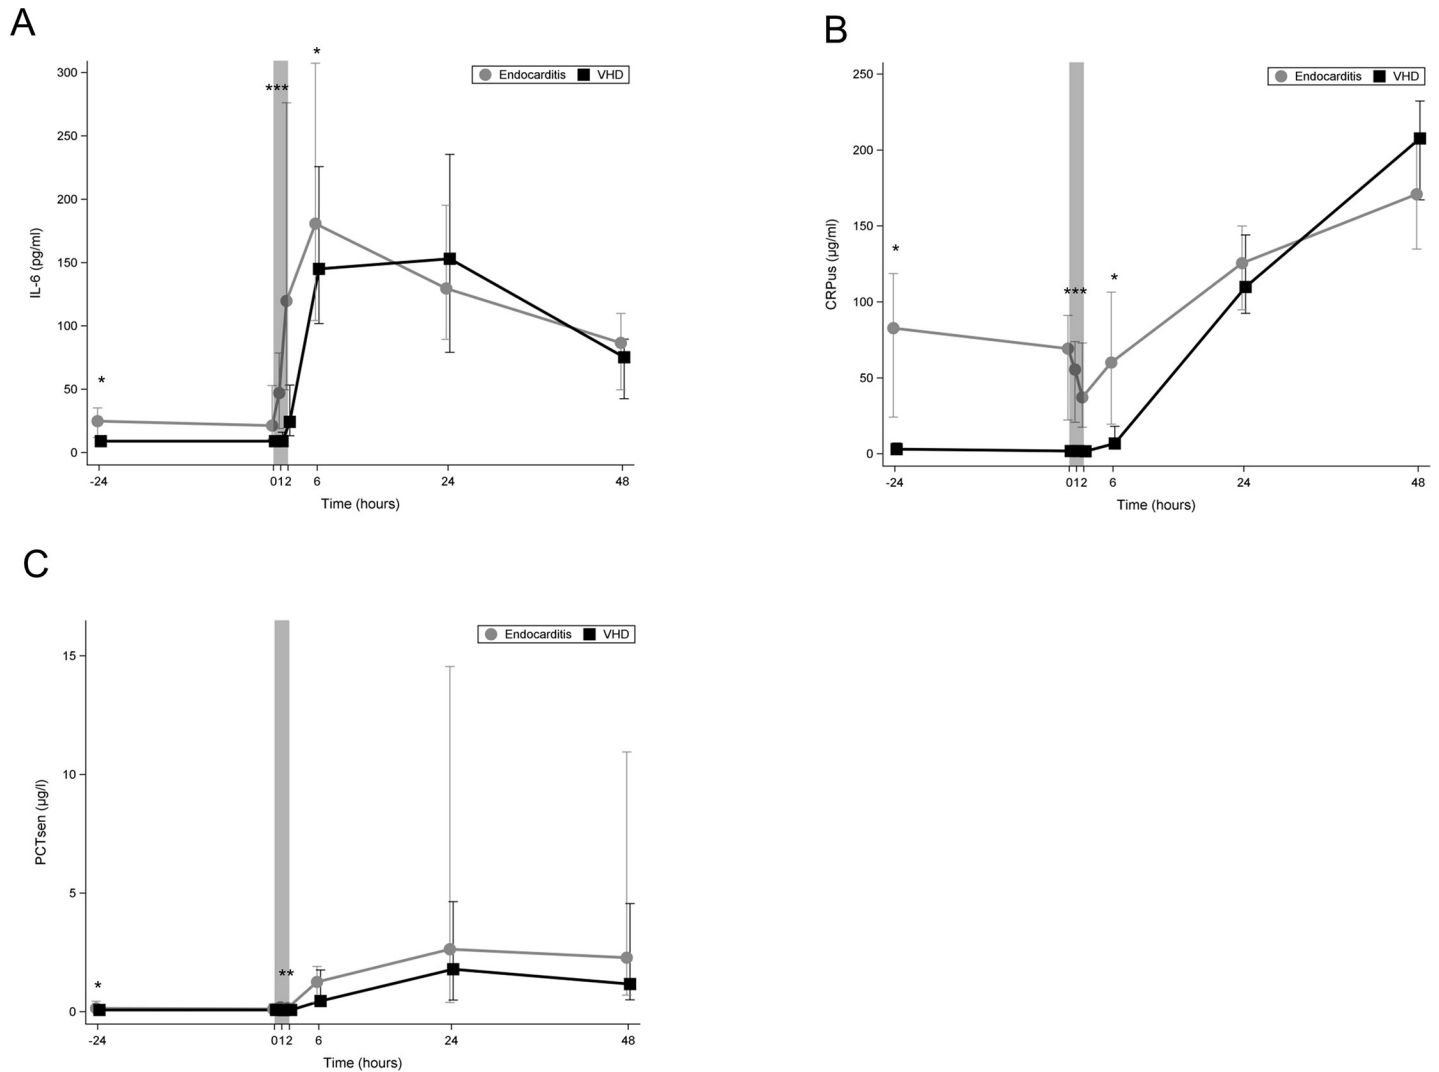 A
*
***
300
250
200
150
100
50
0
*
IL-6 (pg/ml)
Endocarditis VHD
-24 0 1 2 6 24 48
Time (hours)
B
250
200
150
100
50
0
*
***
*
CRPus (µg/ml)
Endocarditis VHD
-24 0 1 2 6 24 48
Time (hours)
C
15
10
5
0
*
**
PCTsen (µg/l)
Endocarditis VHD
-24 0 1 2 6 24 48
Time (hours)